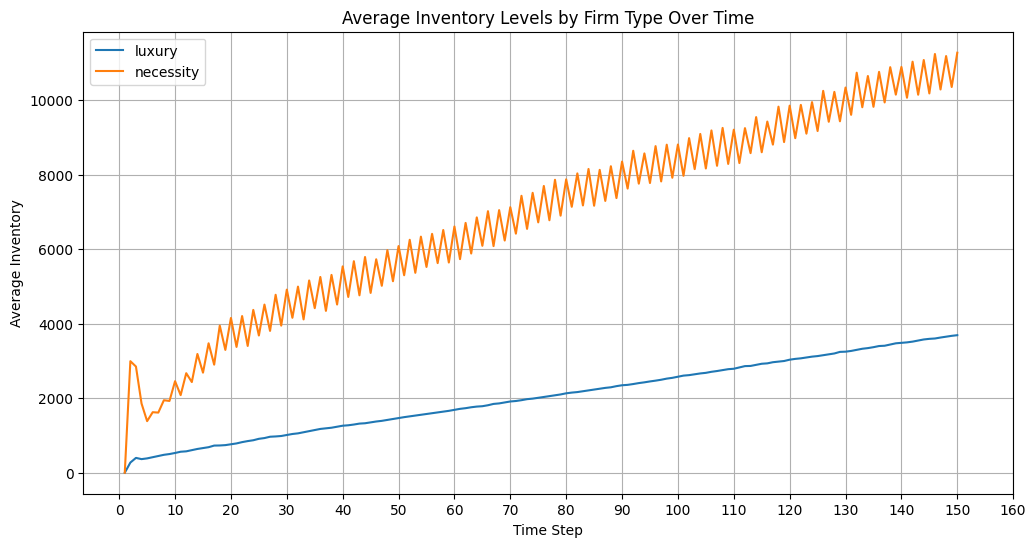 Average Inventory Levels by Firm Type Over Time
luxury
necessity
Average Inventory
10000
8000
6000
4000
2000
0
0 10 20 30 40 50 60 70 80 90 100 110 120 130 140 150 160
Time Step